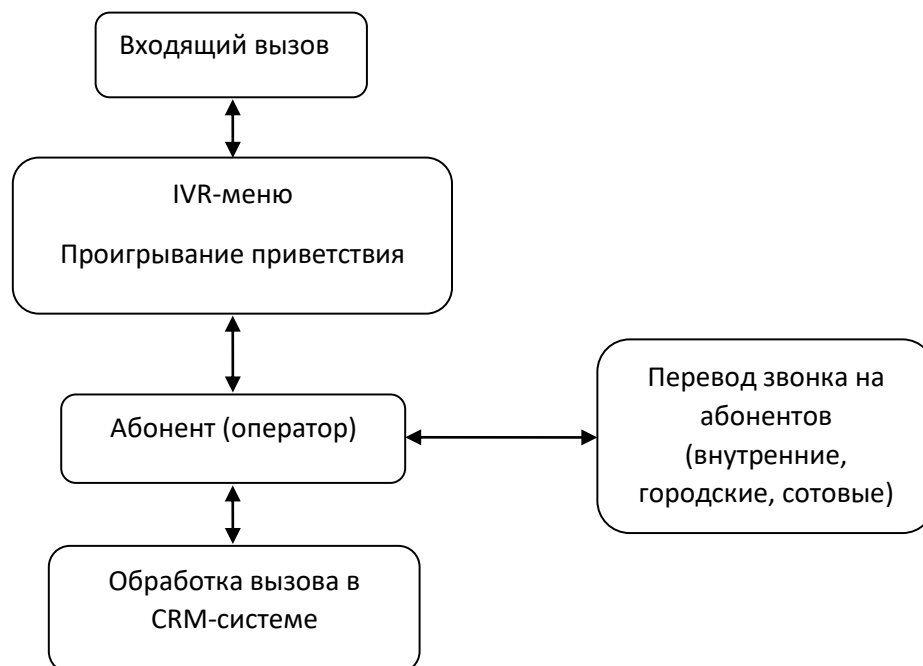 Входящий вызов
IVR-меню
Проигрывание приветствия
Абонент (оператор)
Перевод звонка на
абонентов
(внутренние,
городские, сотовые)
Обработка вызова в
CRM-системе